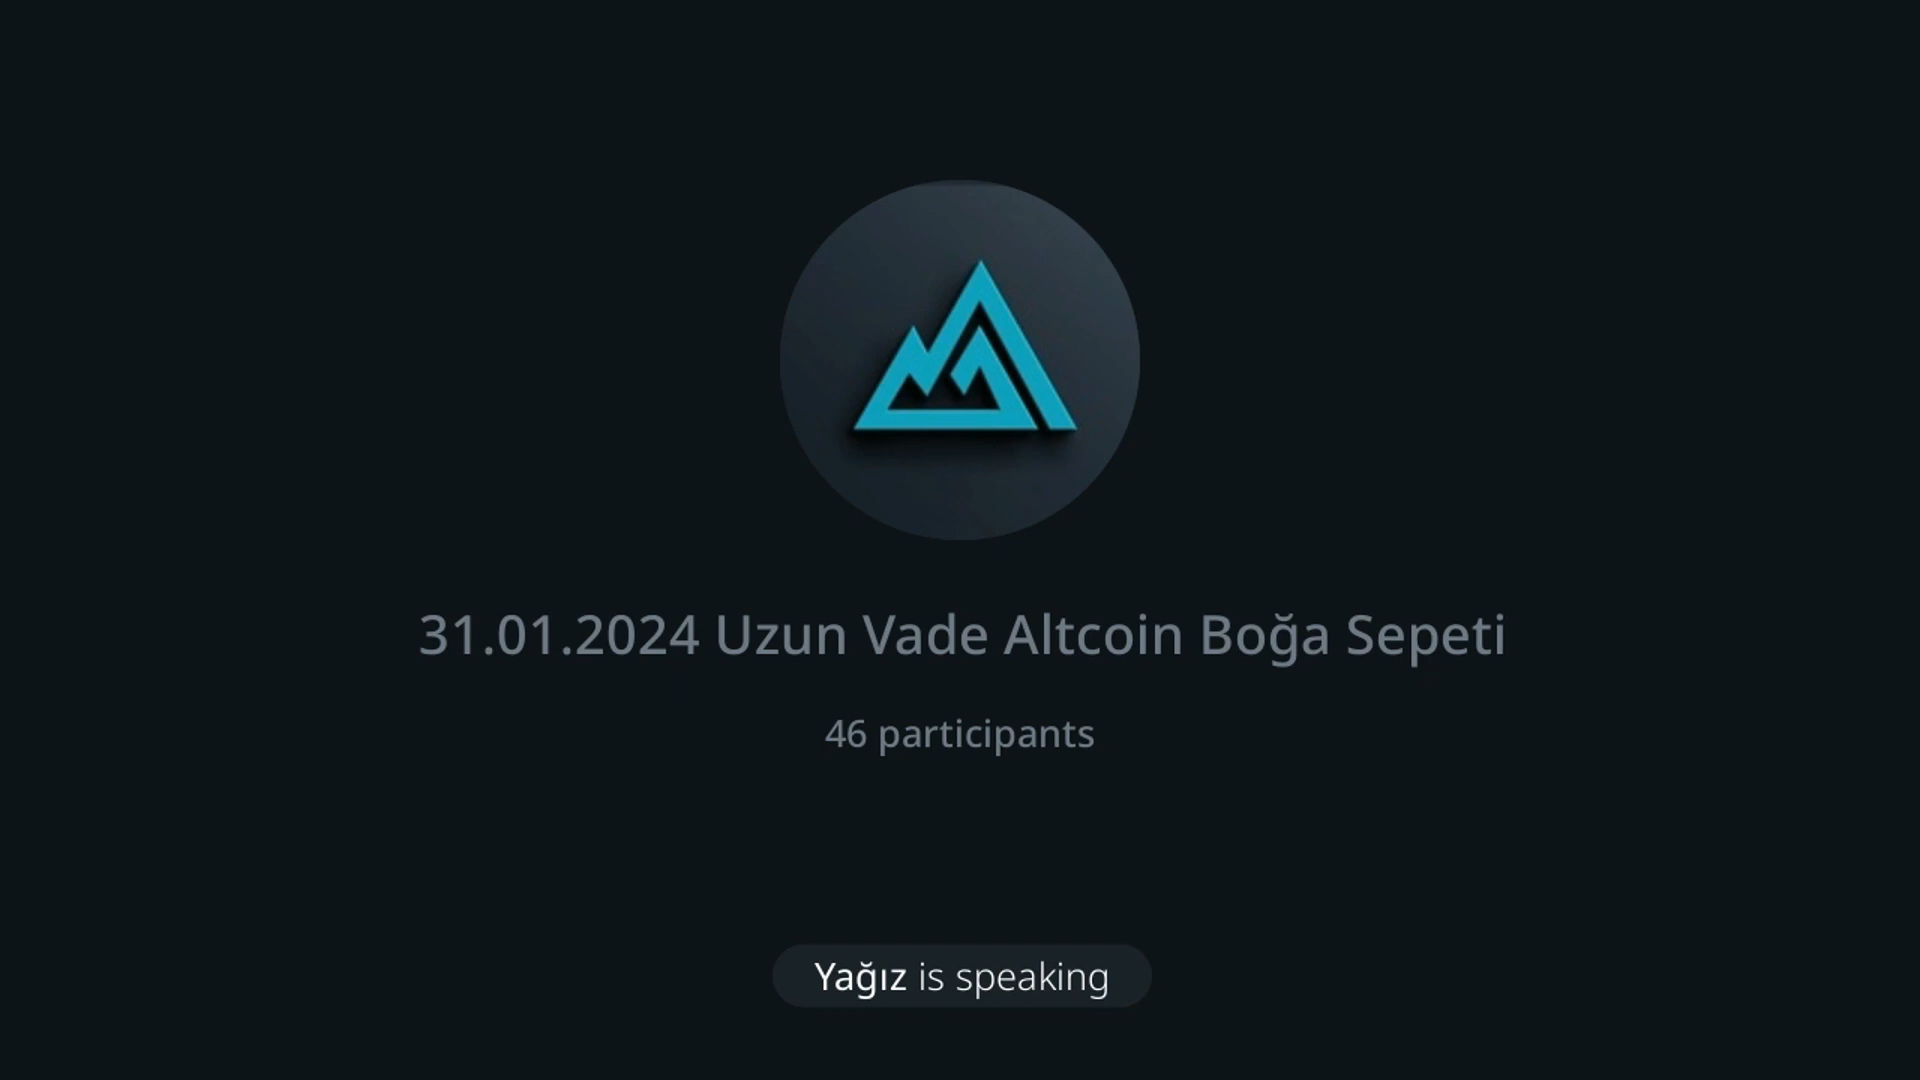 31.01.2024 Uzun Vade Altcoin Boğa Sepeti
46 participants
Yağız is speaking